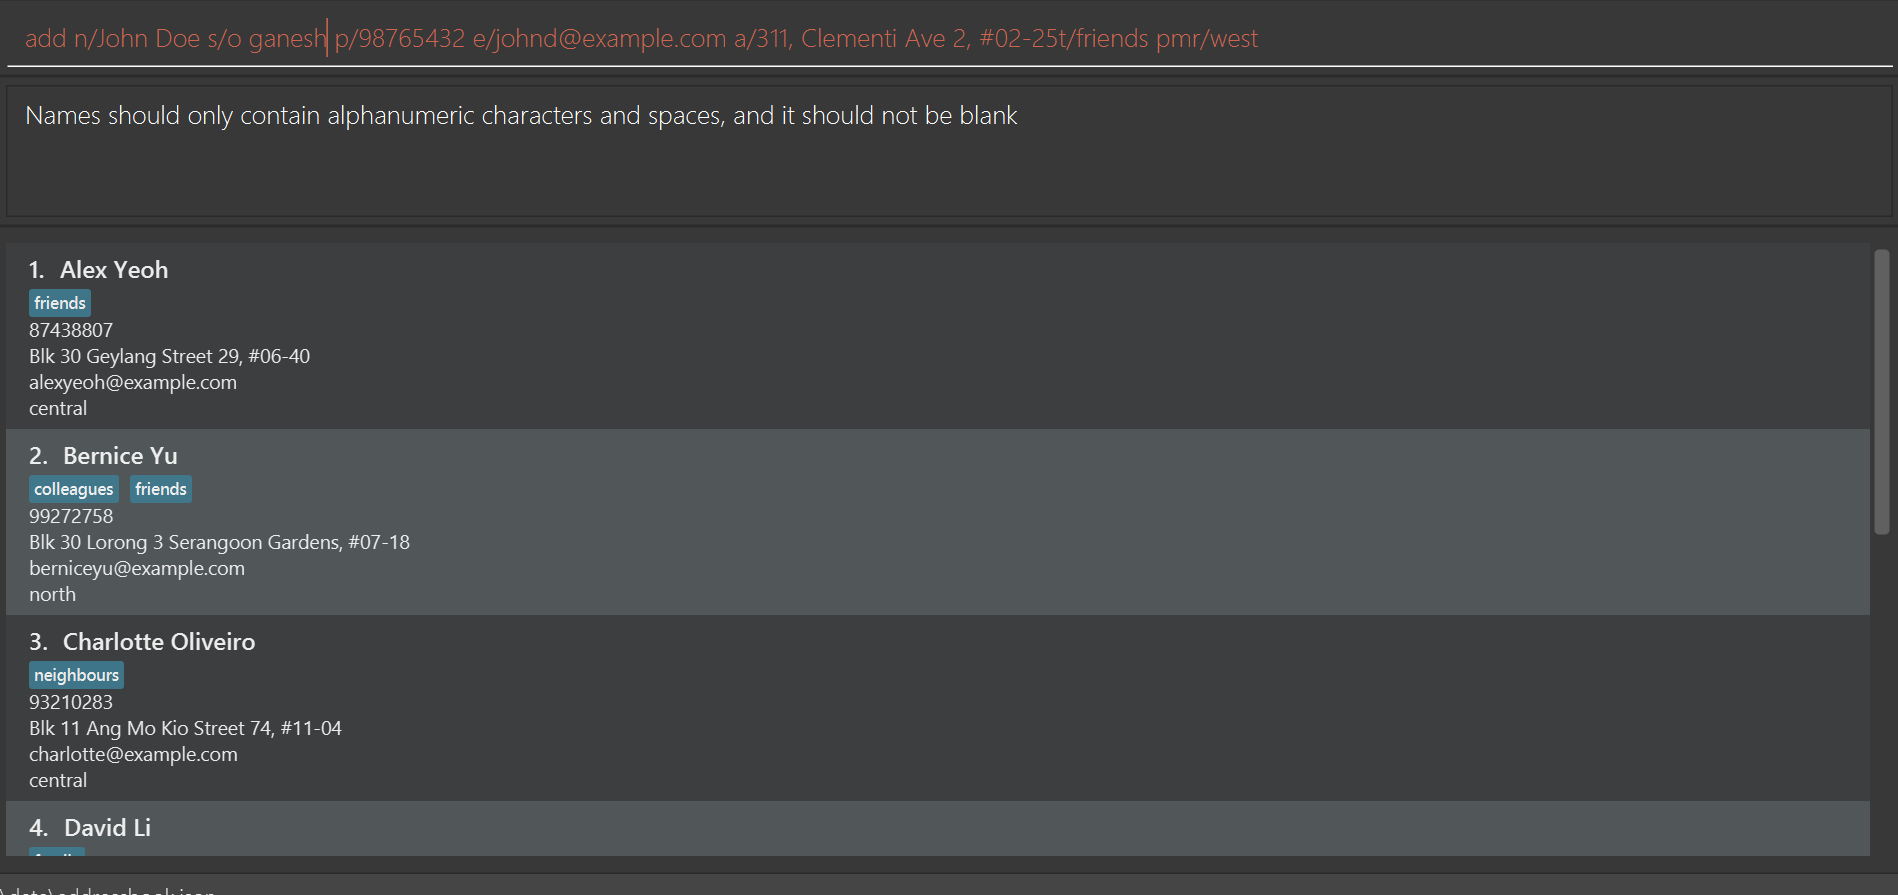 add n/John Doe s/o ganesh p/98765432 e/johnd@example.com a/311, Clementi Ave 2, #02-25t/friends pmr/west
Names should only contain alphanumeric characters and spaces, and it should not be blank
1. Alex Yeoh
friends
87438807
Blk 30 Geylang Street 29, #06-40
alexyeoh@example.com
central
2. Bernice Yu
colleagues friends
99272758
Blk 30 Lorong 3 Serangoon Gardens, #07-18
berniceyu@example.com
north
3. Charlotte Oliveiro
neighbours
93210283
Blk 11 Ang Mo Kio Street 74, #11-04
charlotte@example.com
central
4. David Li